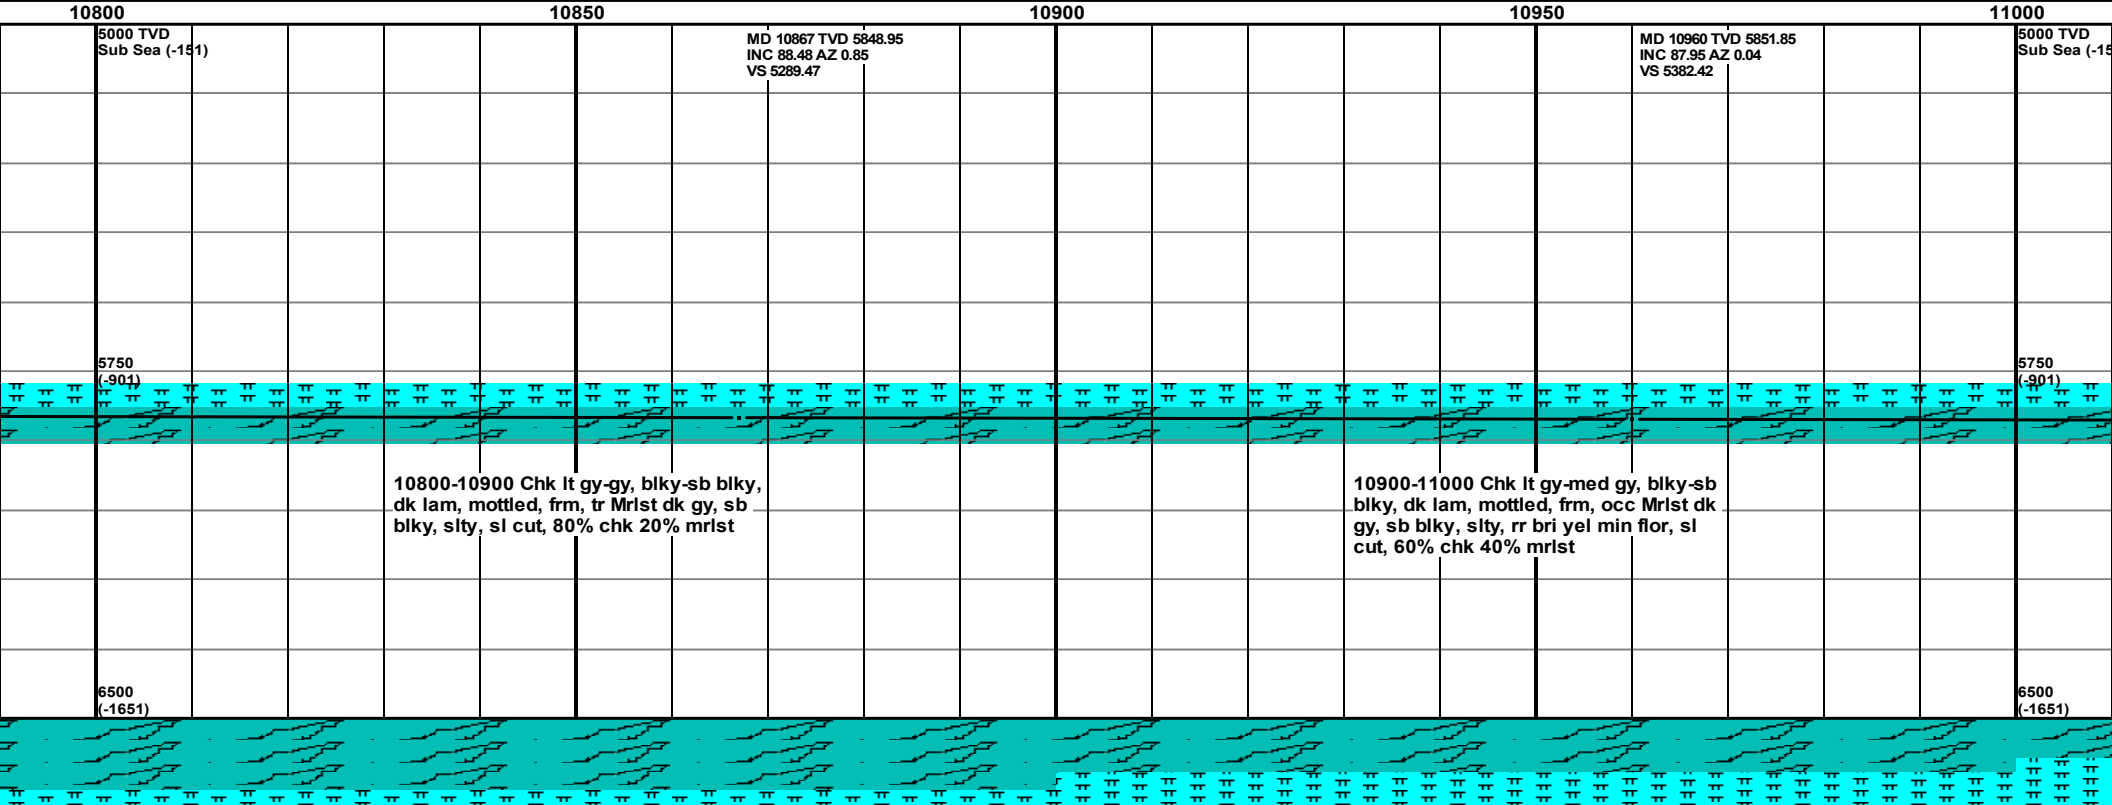 10800 10850 10900 10950 11000
5000 TVD
Sub Sea (-151)
MD 10867 TVD 5848.95
INC 88.48 AZ 0.85
VS 5289.47
MD 10960 TVD 5851.85
INC 87.95 AZ 0.04
VS 5382.42
5000 TVD
Sub Sea (-15
5750
(-901)
5750
(-901)
10800-10900 Chk lt gy-gy, blky-sb blky,
dk lam, mottled, frm, tr Mrlst dk gy, sb
blky, slty, sl cut, 80% chk 20% mrlst
10900-11000 Chk lt gy-med gy, blky-sb
blky, dk lam, mottled, frm, occ Mrlst dk
gy, sb blky, slty, rr bri yel min flor, sl
cut, 60% chk 40% mrlst
6500
(-1651)
6500
(-1651)